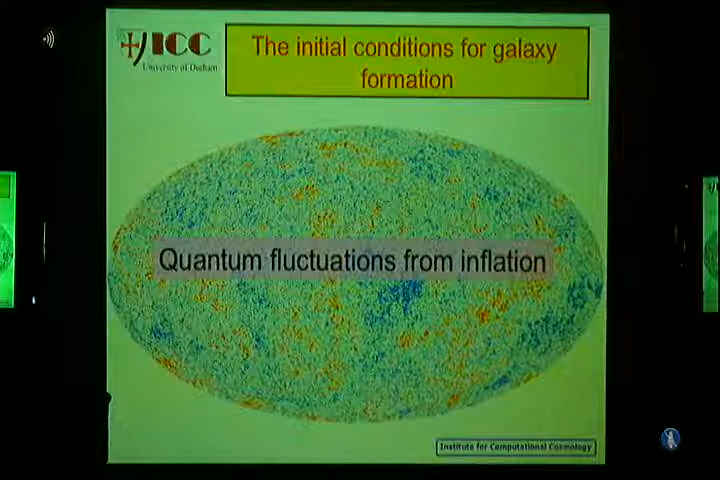 ICC
University of Durham
The initial conditions for galaxy
formation
Quantum fluctuations from inflation
Institute for Computational Cosmology